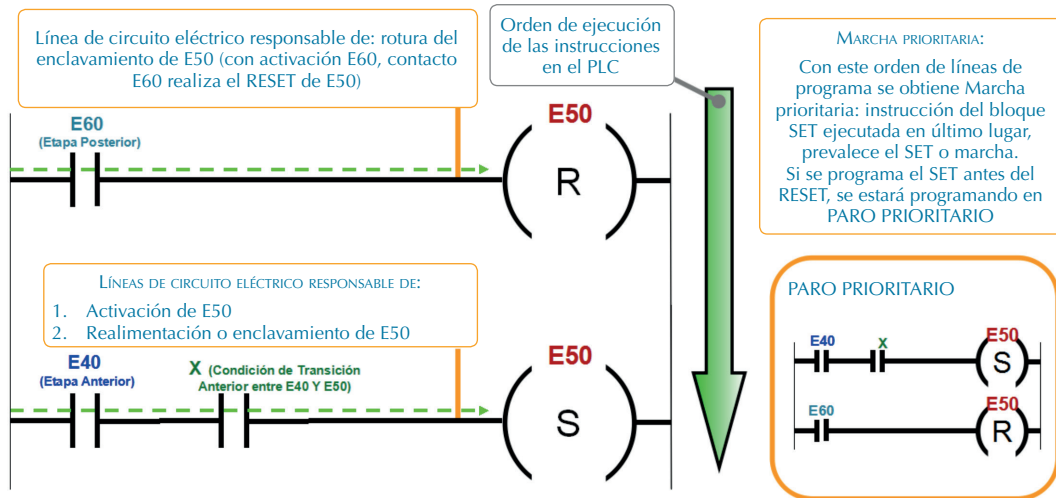 Línea de circuito eléctrico responsable de: rotura del
enclavamiento de E50 (con activación E60, contacto
E60 realiza el RESET de E50)
Orden de ejecución
de las instrucciones
en el PLC
MARCHA PRIORITARIA:
Con este orden de líneas de
programa se obtiene Marcha
prioritaria: instrucción del bloque
SET ejecutada en último lugar,
prevalece el SET o marcha.
Si se programa el SET antes del
RESET, se estará programando en
PARO PRIORITARIO
E60
(Etapa Posterior)
E50
R
LÍNEAS DE CIRCUITO ELÉCTRICO RESPONSABLE DE:
1. Activación de E50
2. Realimentación o enclavamiento de E50
E40
(Etapa Anterior)
X (Condición de Transición
Anterior entre E40 Y E50)
E50
S
PARO PRIORITARIO
E40
X
E50
S
E60
E50
R